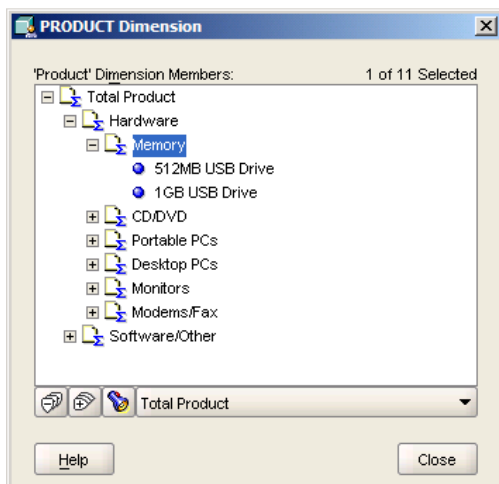 PRODUCT Dimension
'Product' Dimension Members: 1 of 11 Selected
Total Product
Hardware
Memory
512MB USB Drive
1GB USB Drive
CD/DVD
Portable PCs
Desktop PCs
Monitors
Modems/Fax
Software/Other
Total Product
Help Close